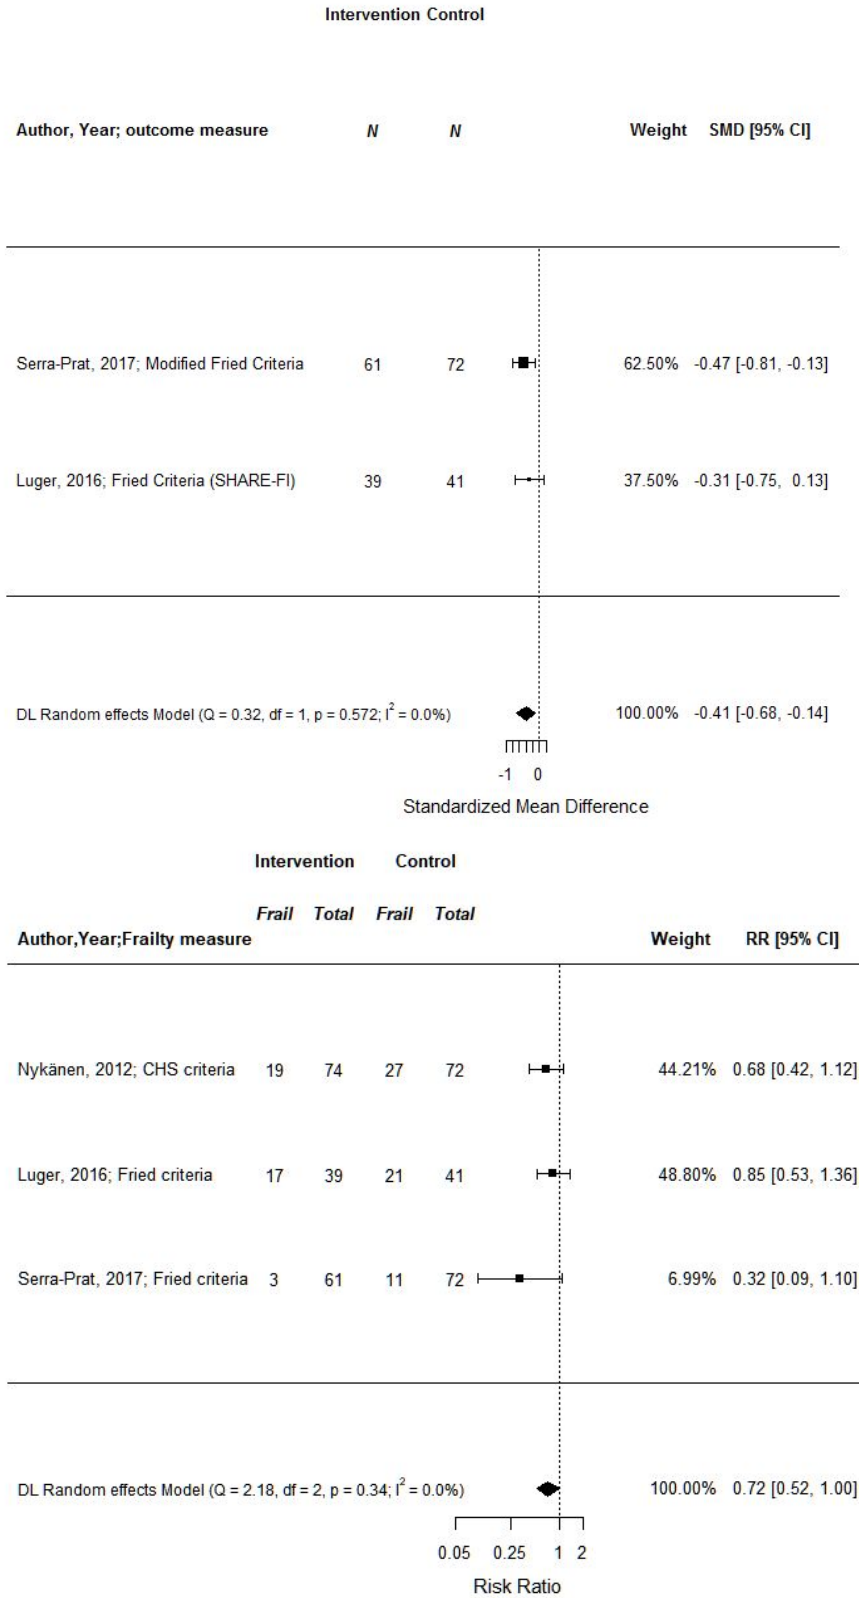 Intervention Control
Author, Year; outcome measure N N Weight SMD [95% CI]
Serra-Prat, 2017; Modified Fried Criteria 61 72 62.50% -0.47 [-0.81, -0.13]
Luger, 2016; Fried Criteria (SHARE-FI) 39 41 37.50% -0.31 [-0.75, 0.13]
DL Random effects Model (Q = 0.32, df = 1, p = 0.572; I² = 0.0%) 100.00% -0.41 [-0.68, -0.14]
-1 0
Standardized Mean Difference
Intervention Control
Frail Total Frail Total
Author,Year;Frailty measure Weight RR [95% CI]
Nykänen, 2012; CHS criteria 19 74 27 72 44.21% 0.68 [0.42, 1.12]
Luger, 2016; Fried criteria 17 39 21 41 48.80% 0.85 [0.53, 1.36]
Serra-Prat, 2017; Fried criteria 3 61 11 72 6.99% 0.32 [0.09, 1.10]
DL Random effects Model (Q = 2.18, df = 2, p = 0.34; I² = 0.0%) 100.00% 0.72 [0.52, 1.00]
0.05 0.25 1 2
Risk Ratio